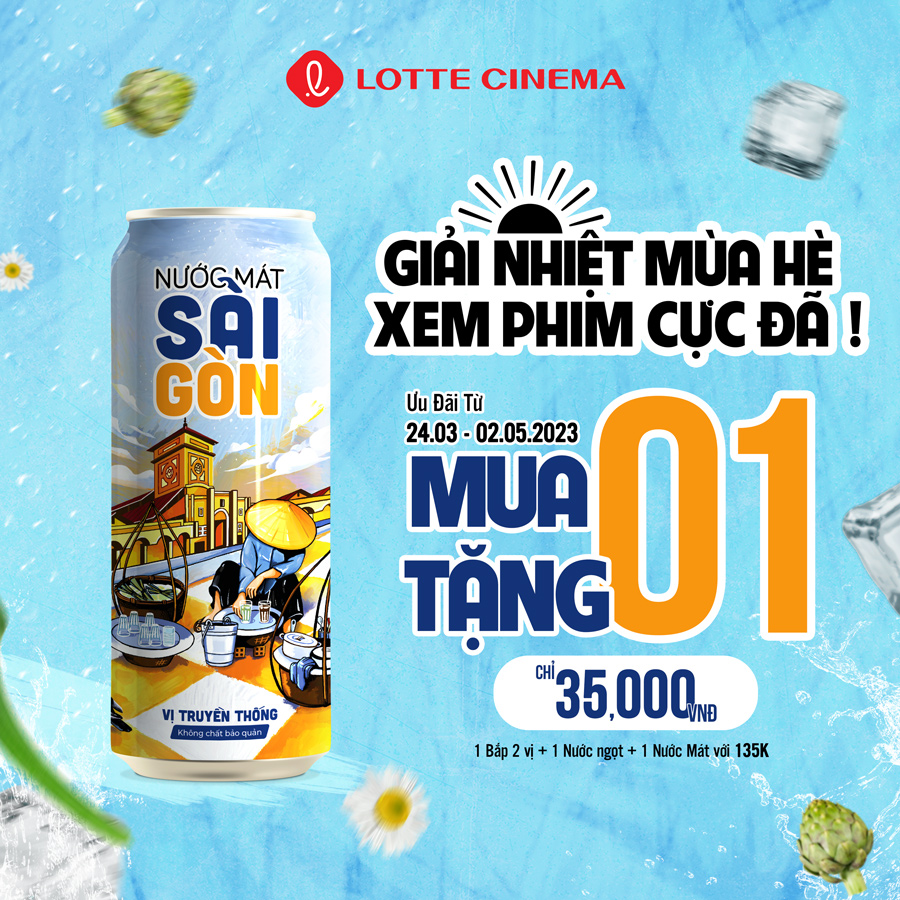 LOTTE CINEMA
GIẢI NHIỆT MÙA HÈ
XEM PHIM CỰC ĐÃ !
NƯỚC MÁT
SÀI
GÒN
VỊ TRUYỀN THỐNG
Không chất bảo quản
Ưu Đãi Từ
24.03 - 02.05.2023
MUA 01
TẶNG
CHỈ 35,000 VNĐ
1 Bắp 2 vị + 1 Nước ngọt + 1 Nước Mát với 135K